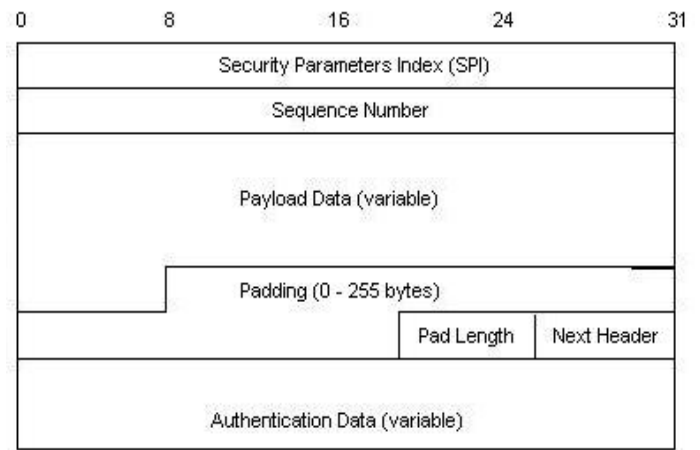 0 8 16 24 31
Security Parameters Index (SPI)
Sequence Number
Payload Data (variable)
Padding (0 - 255 bytes)
Pad Length Next Header
Authentication Data (variable)